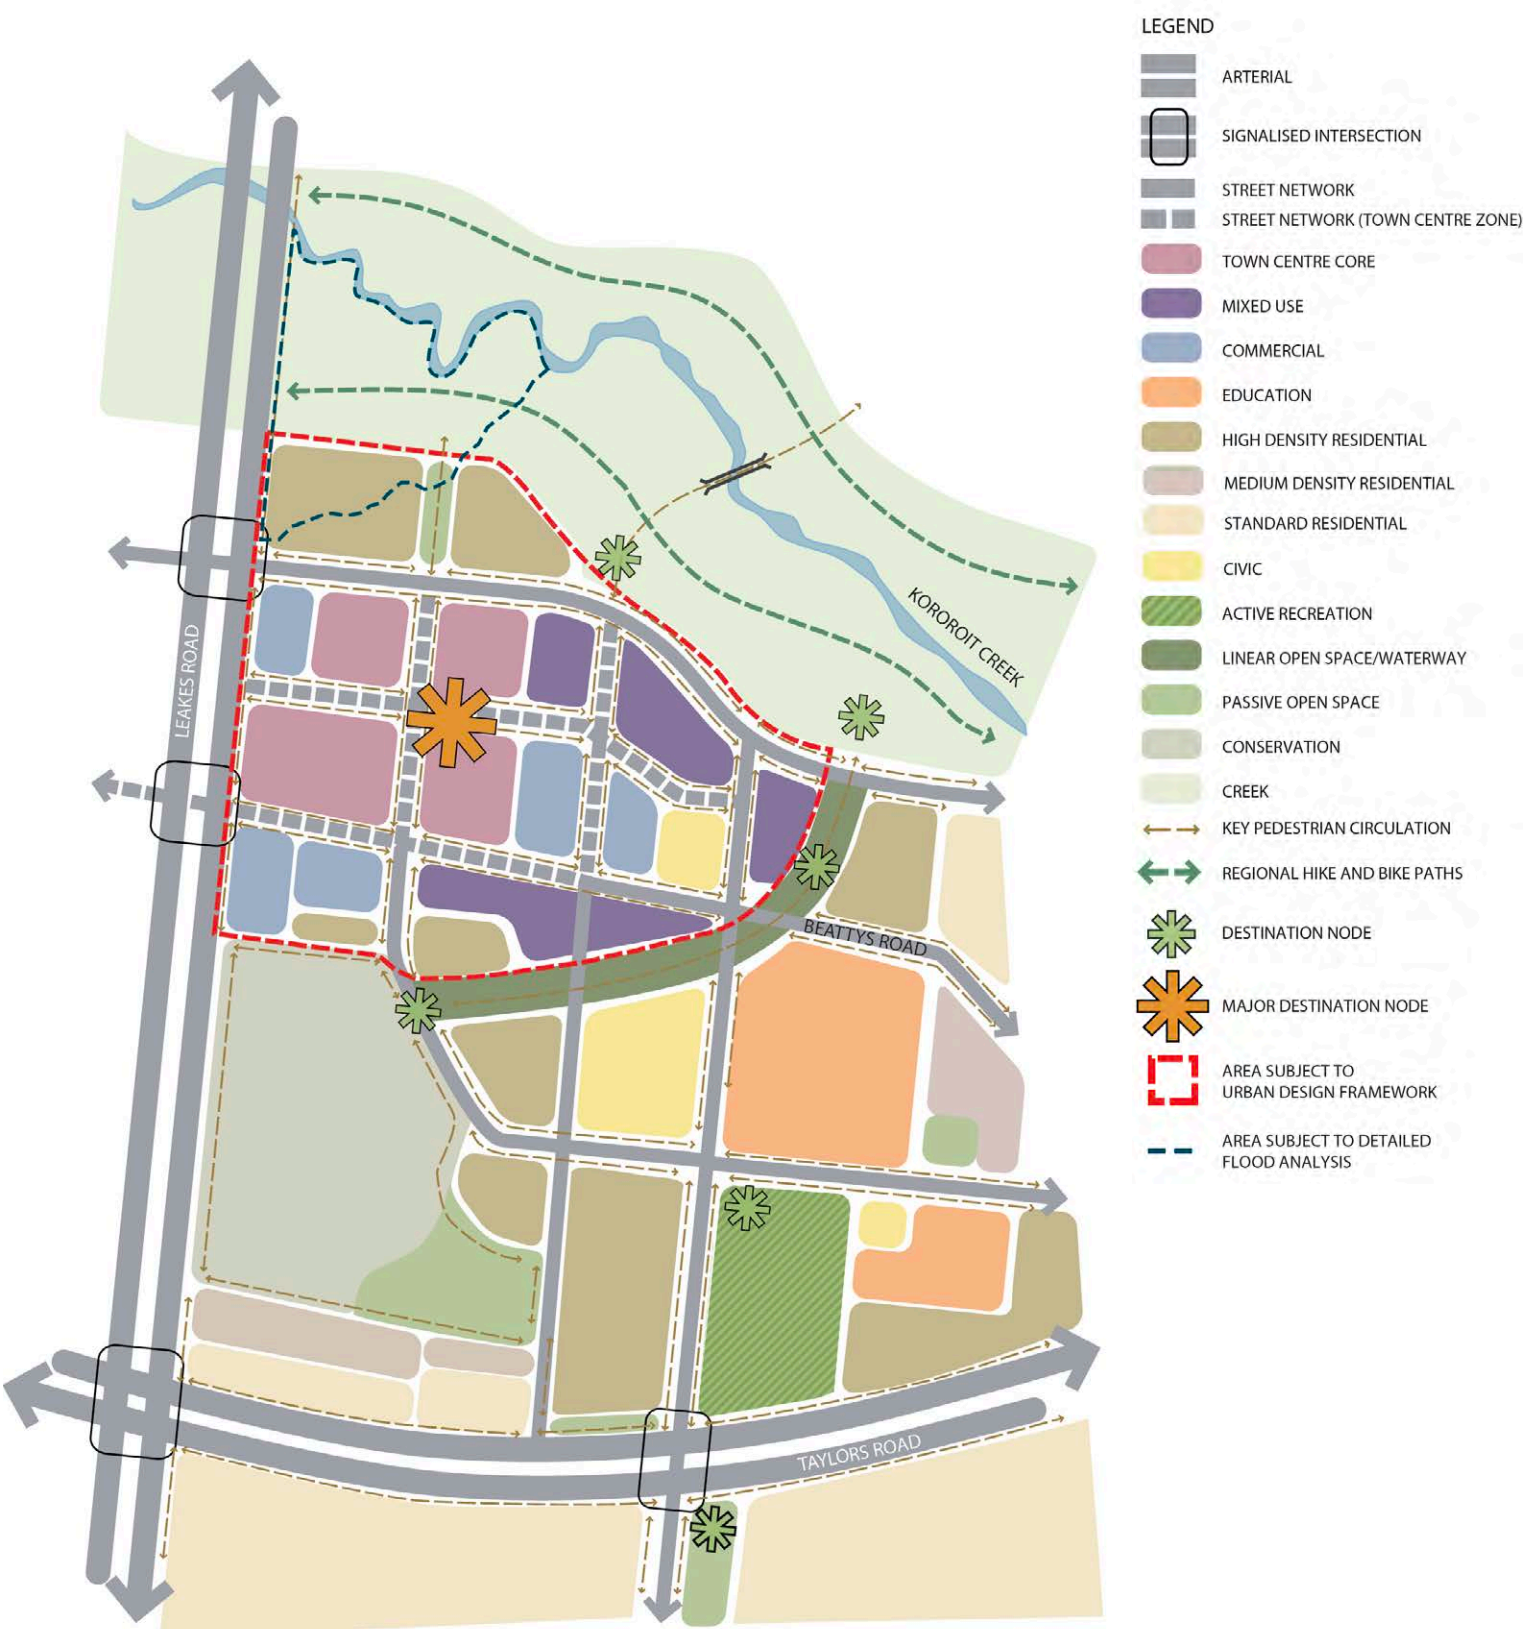 LEGEND
ARTERIAL
SIGNALISED INTERSECTION
STREET NETWORK
STREET NETWORK (TOWN CENTRE ZONE)
TOWN CENTRE CORE
MIXED USE
COMMERCIAL
EDUCATION
HIGH DENSITY RESIDENTIAL
MEDIUM DENSITY RESIDENTIAL
STANDARD RESIDENTIAL
CIVIC
ACTIVE RECREATION
LINEAR OPEN SPACE/WATERWAY
PASSIVE OPEN SPACE
CONSERVATION
CREEK
KEY PEDESTRIAN CIRCULATION
REGIONAL HIKE AND BIKE PATHS
DESTINATION NODE
MAJOR DESTINATION NODE
AREA SUBJECT TO
URBAN DESIGN FRAMEWORK
AREA SUBJECT TO DETAILED
FLOOD ANALYSIS
KOROROIT CREEK
LEAKES ROAD
BEATTYS ROAD
TAYLORS ROAD